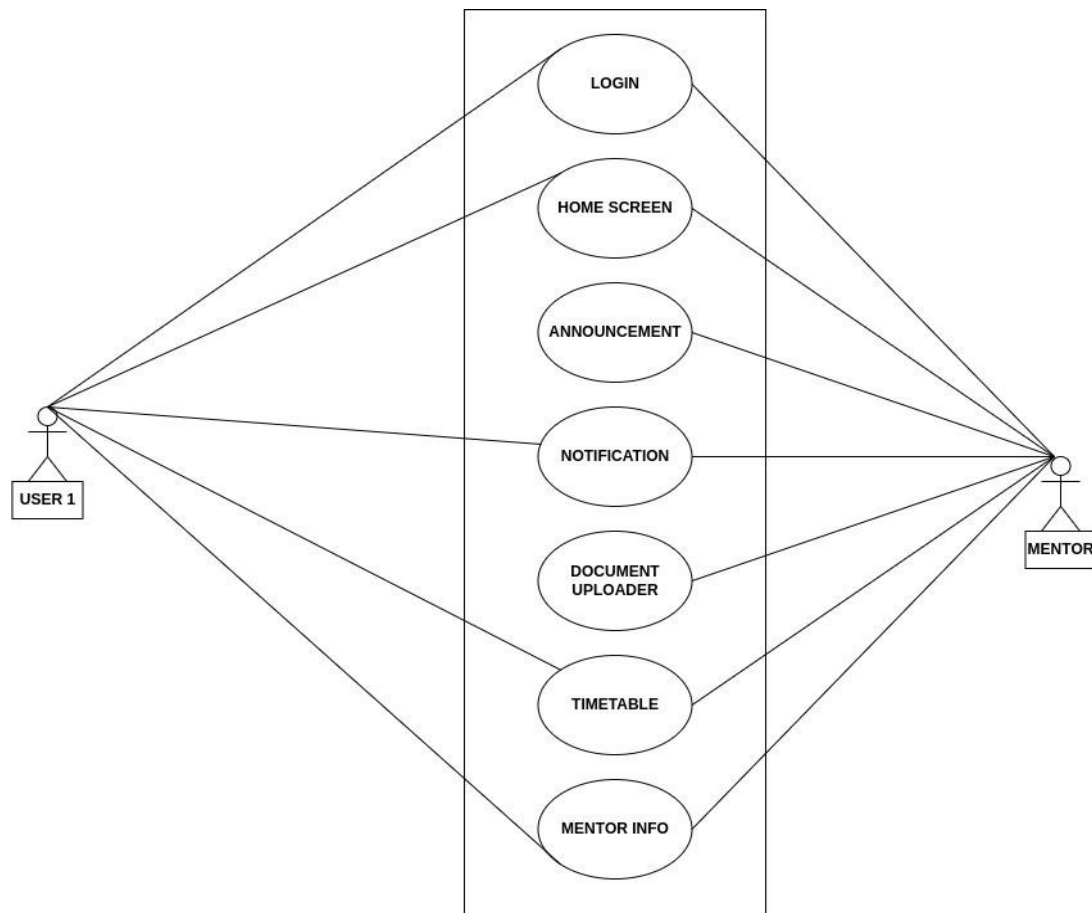 LOGIN
HOME SCREEN
ANNOUNCEMENT
NOTIFICATION
USER 1
MENTOR
DOCUMENT
UPLOADER
TIMETABLE
MENTOR INFO